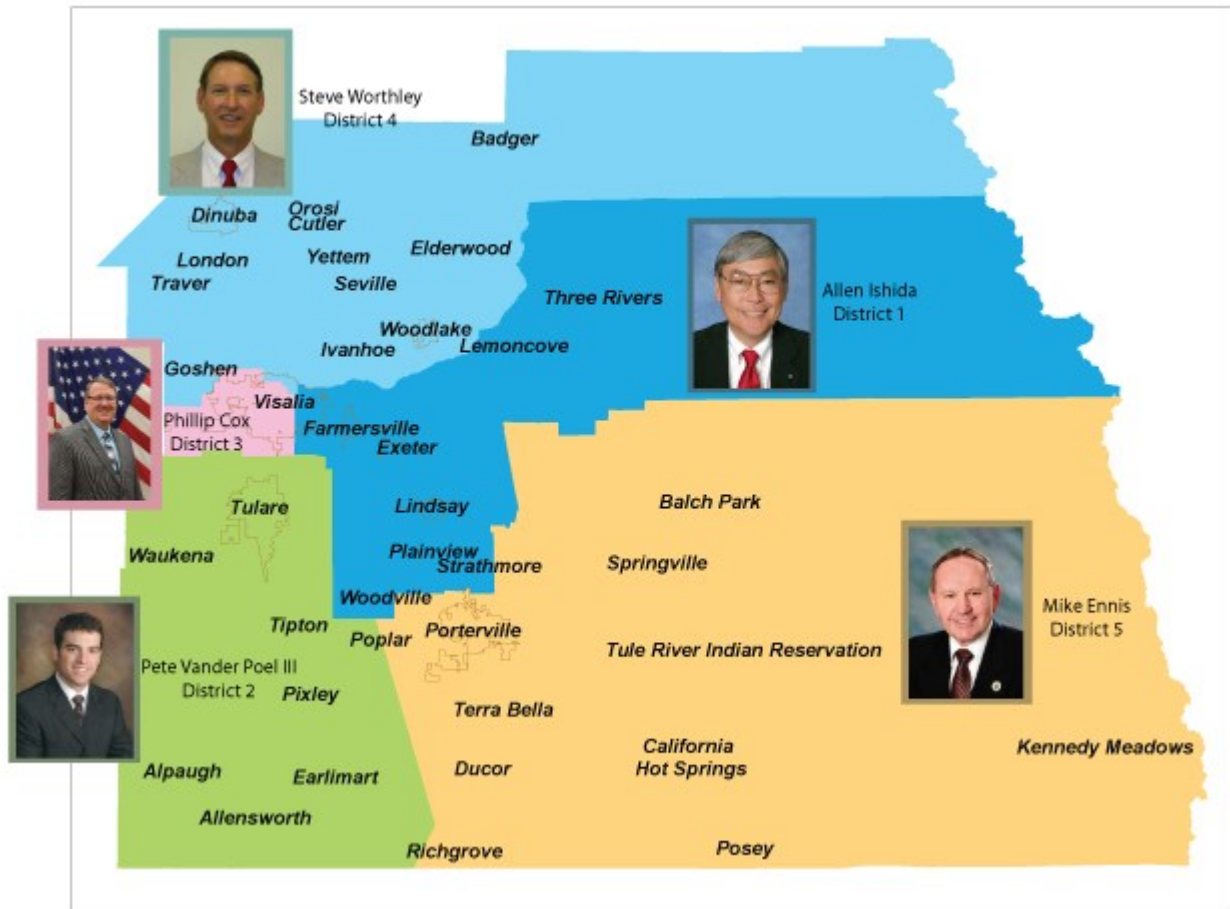 Steve Worthley
District 4
Badger
Dinuba
Orosi
Cutler
London
Yettem
Elderwood
Traver
Seville
Three Rivers
Allen Ishida
District 1
Woodlake
Ivanhoe
Lemoncove
Goshen
Visalia
Phillip Cox
District 3
Farmersville
Exeter
Tulare
Lindsay
Balch Park
Waukena
Plainview
Strathmore
Springville
Woodville
Mike Ennis
District 5
Tipton
Poplar
Porterville
Tule River Indian Reservation
Pete Vander Poel III
District 2
Pixley
Terra Bella
California
Hot Springs
Kennedy Meadows
Alpaugh
Earlimart
Ducor
Allensworth
Richgrove
Posey